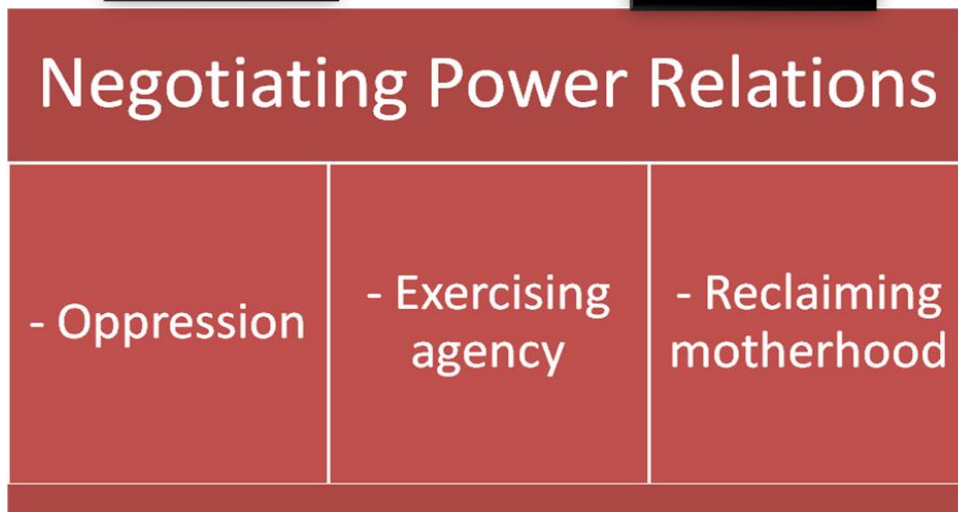 Negotiating Power Relations
- Oppression
- Exercising
agency
- Reclaiming
motherhood